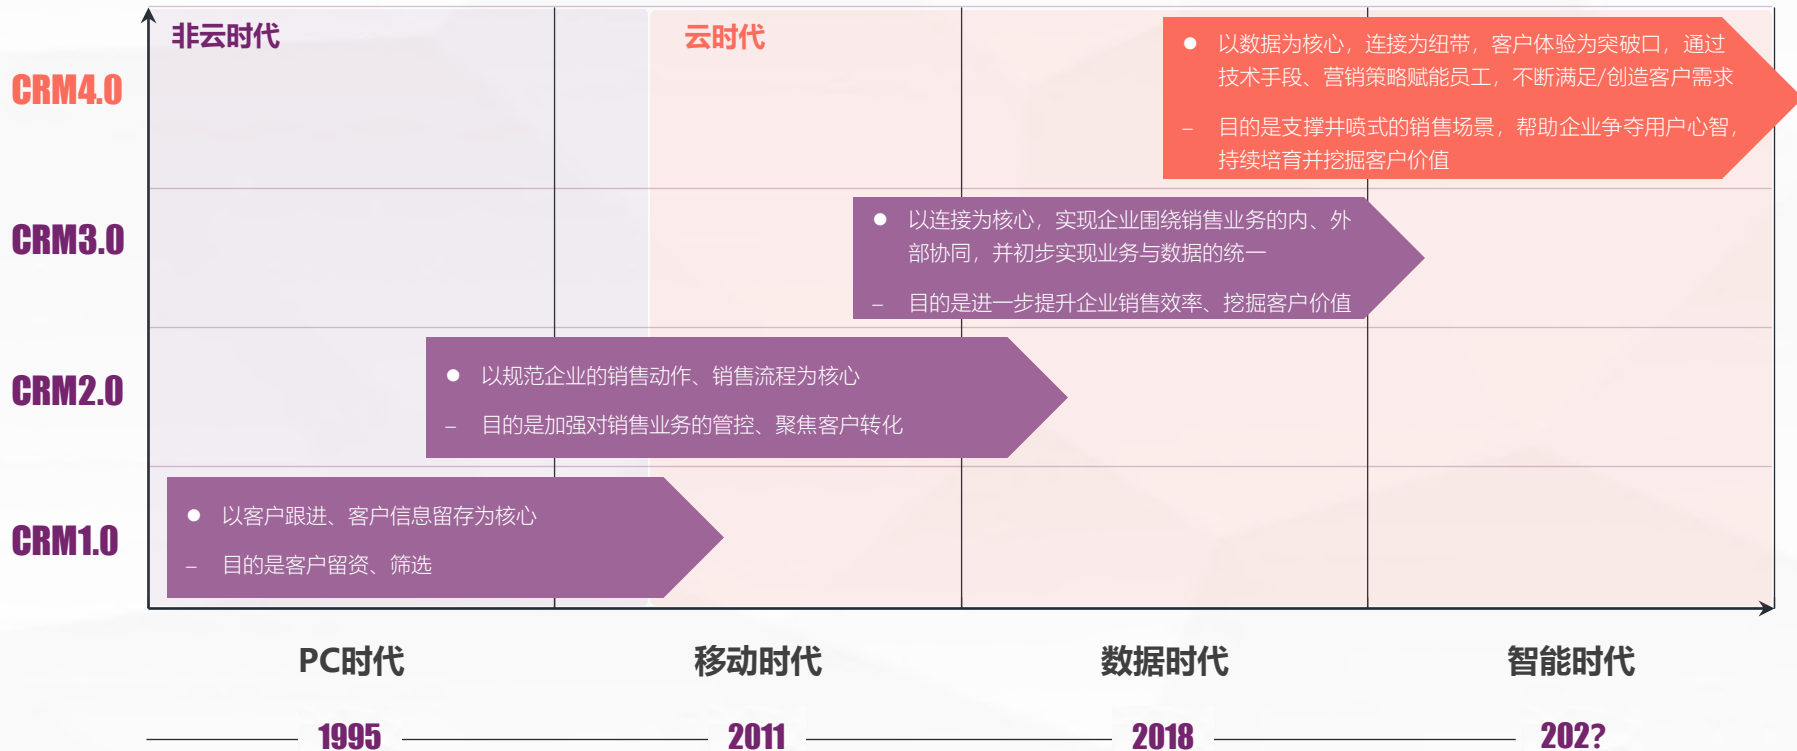 非云时代
云时代
CRM4.0
● 以数据为核心，连接为纽带，客户体验为突破口，通过
技术手段、营销策略赋能员工，不断满足/创造客户需求
– 目的是支撑井喷式的销售场景，帮助企业争夺用户心智，
持续培育并挖掘客户价值
CRM3.0
● 以连接为核心，实现企业围绕销售业务的内、外
部协同，并初步实现业务与数据的统一
– 目的是进一步提升企业销售效率、挖掘客户价值
CRM2.0
● 以规范企业的销售动作、销售流程为核心
– 目的是加强对销售业务的管控、聚焦客户转化
CRM1.0
● 以客户跟进、客户信息留存为核心
– 目的是客户留资、筛选
PC时代
移动时代
数据时代
智能时代
1995
2011
2018
202?